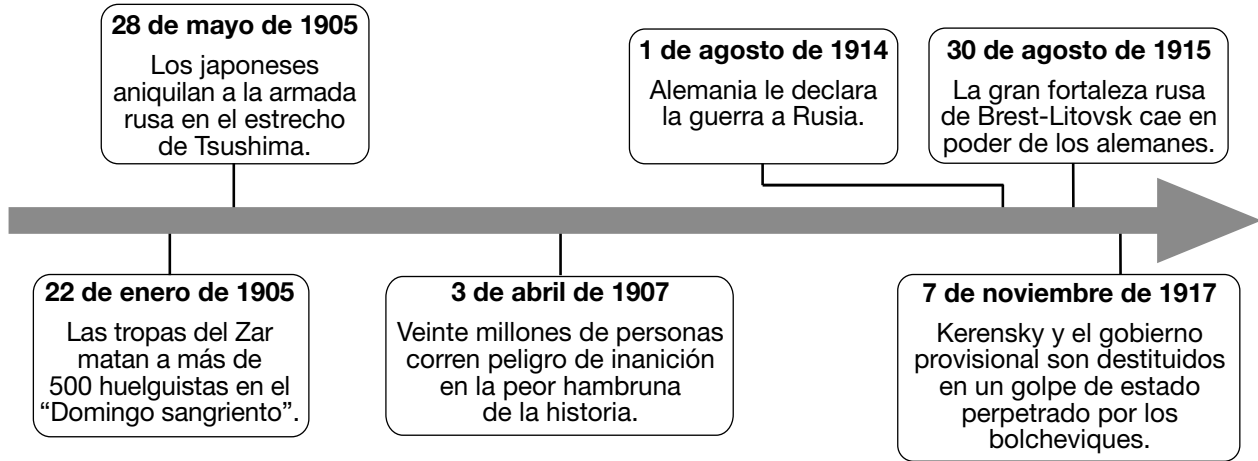 28 de mayo de 1905
Los japoneses
aniquilan a la armada
rusa en el estrecho
de Tsushima.
1 de agosto de 1914
Alemania le declara
la guerra a Rusia.
30 de agosto de 1915
La gran fortaleza rusa
de Brest-Litovsk cae en
poder de los alemanes.
22 de enero de 1905
Las tropas del Zar
matan a más de
500 huelguistas en el
“Domingo sangriento”.
3 de abril de 1907
Veinte millones de personas
corren peligro de inanición
en la peor hambruna
de la historia.
7 de noviembre de 1917
Kerensky y el gobierno
provisional son destituidos
en un golpe de estado
perpetrado por los
bolcheviques.